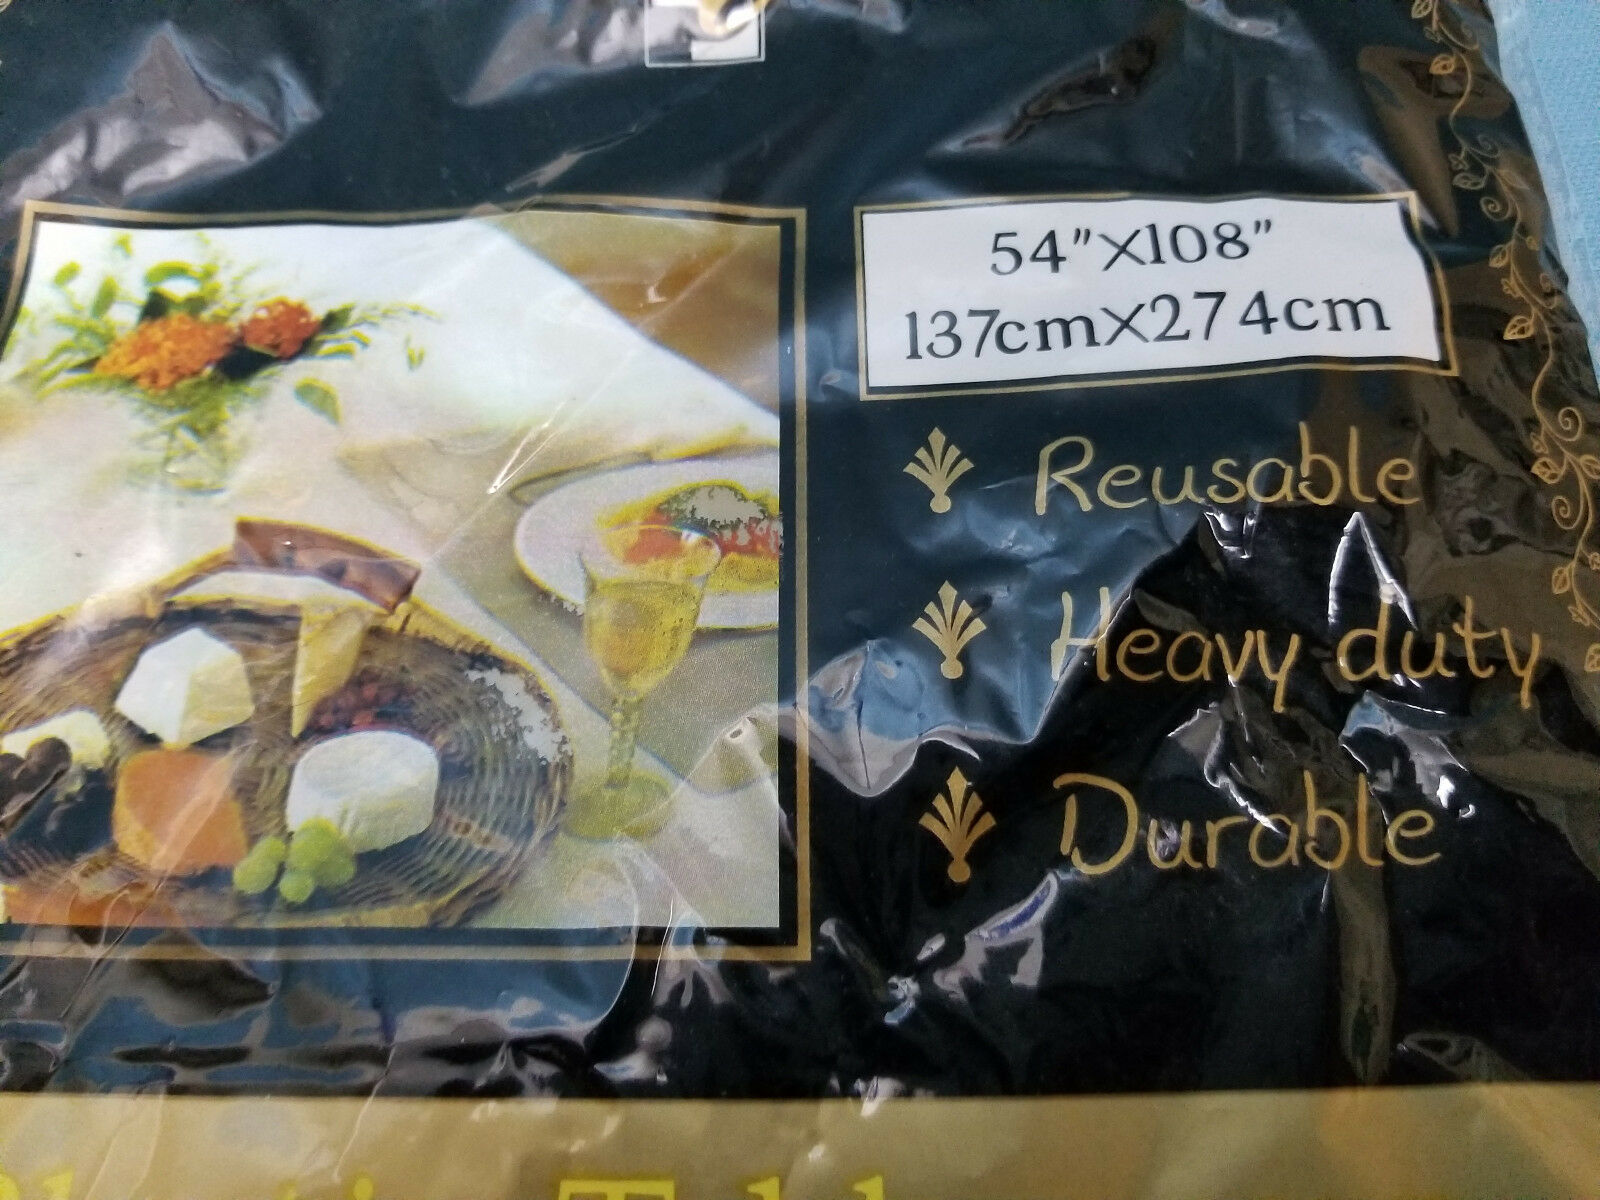 54"X108"
137cmX274cm
Reusable
Heavy duty
Durable